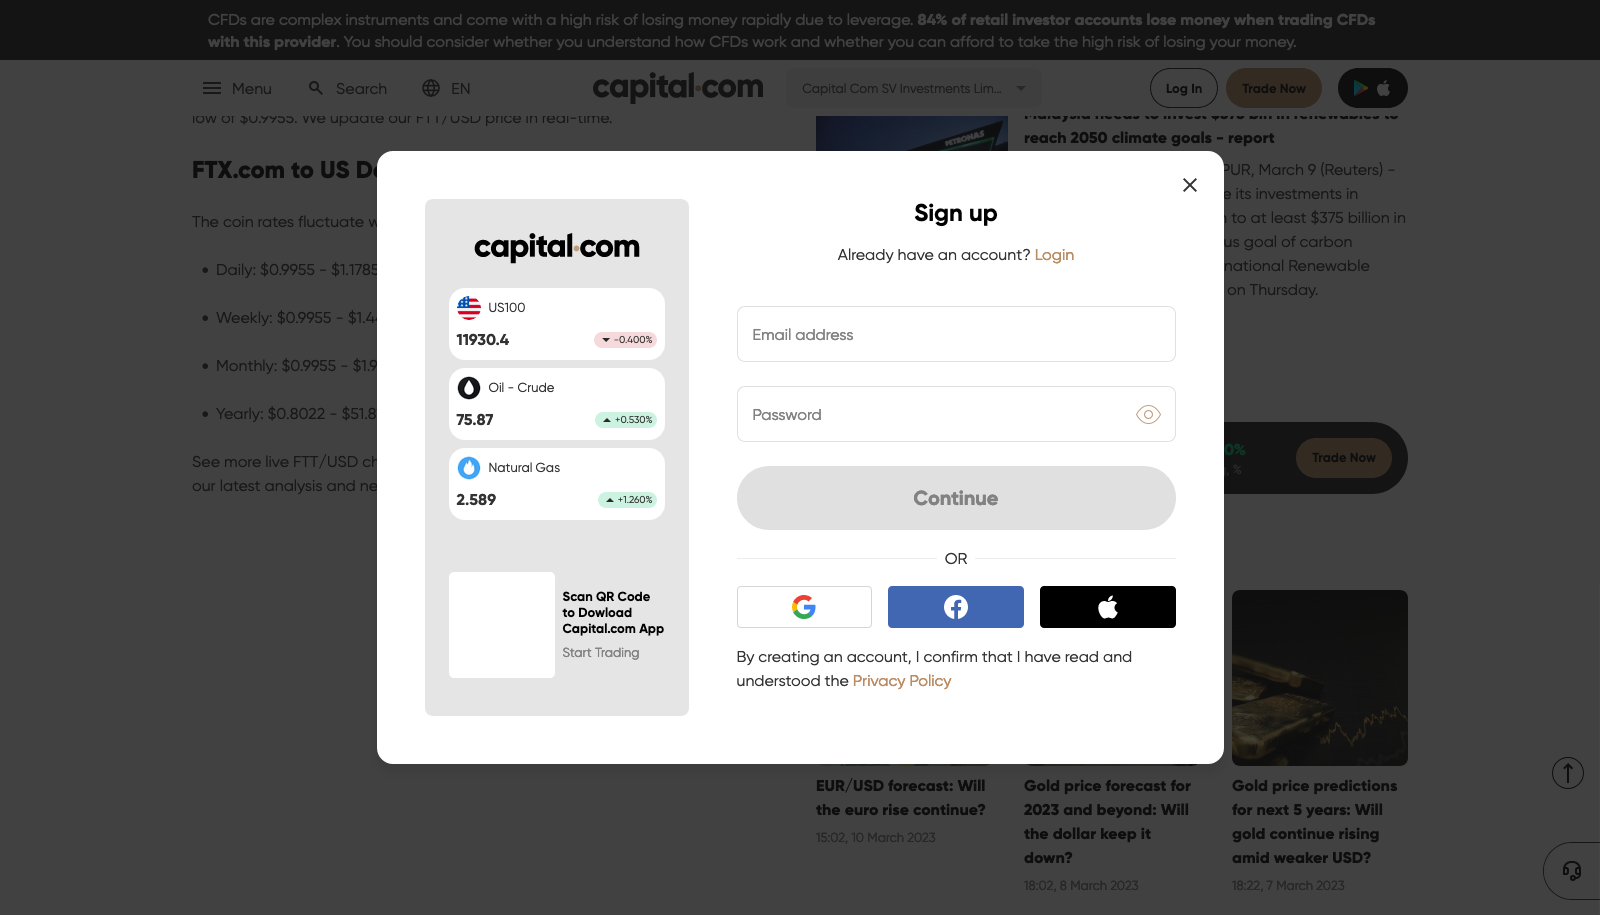 CFDs are complex instruments and come with a high risk of losing money rapidly due to leverage. 84% of retail investor accounts lose money when trading CFDs
with this provider. You should consider whether you understand how CFDs work and whether you can afford to take the high risk of losing your money.
Menu
Search
EN
capital.com
Capital Com SV Investments Lim...
Log In
Trade Now
low of $0.9955. We update our FTT/USD price in real-time.
FTX.com to US Do
The coin rates fluctuate w
Daily: $0.9955 - $1.1785
Weekly: $0.9955 - $1.4
Monthly: $0.9955 - $1.9
Yearly: $0.8022 - $51.8
See more live FTT/USD ch
our latest analysis and ne
PETRONAS
Malaysia needs to invest $375 bln in renewables to
reach 2050 climate goals - report
PUR, March 9 (Reuters) -
e its investments in
n to at least $375 billion in
us goal of carbon
national Renewable
on Thursday.
0%
%
Trade Now
capital.com
US100
11930.4
-0.400%
Oil - Crude
75.87
+0.530%
Natural Gas
2.589
+1.260%
Scan QR Code
to Dowload
Capital.com App
Start Trading
Sign up
Already have an account? Login
Email address
Password
Continue
OR
By creating an account, I confirm that I have read and
understood the Privacy Policy
EUR/USD forecast: Will
the euro rise continue?
15:02, 10 March 2023
Gold price forecast for
2023 and beyond: Will
the dollar keep it
down?
18:02, 8 March 2023
Gold price predictions
for next 5 years: Will
gold continue rising
amid weaker USD?
18:22, 7 March 2023